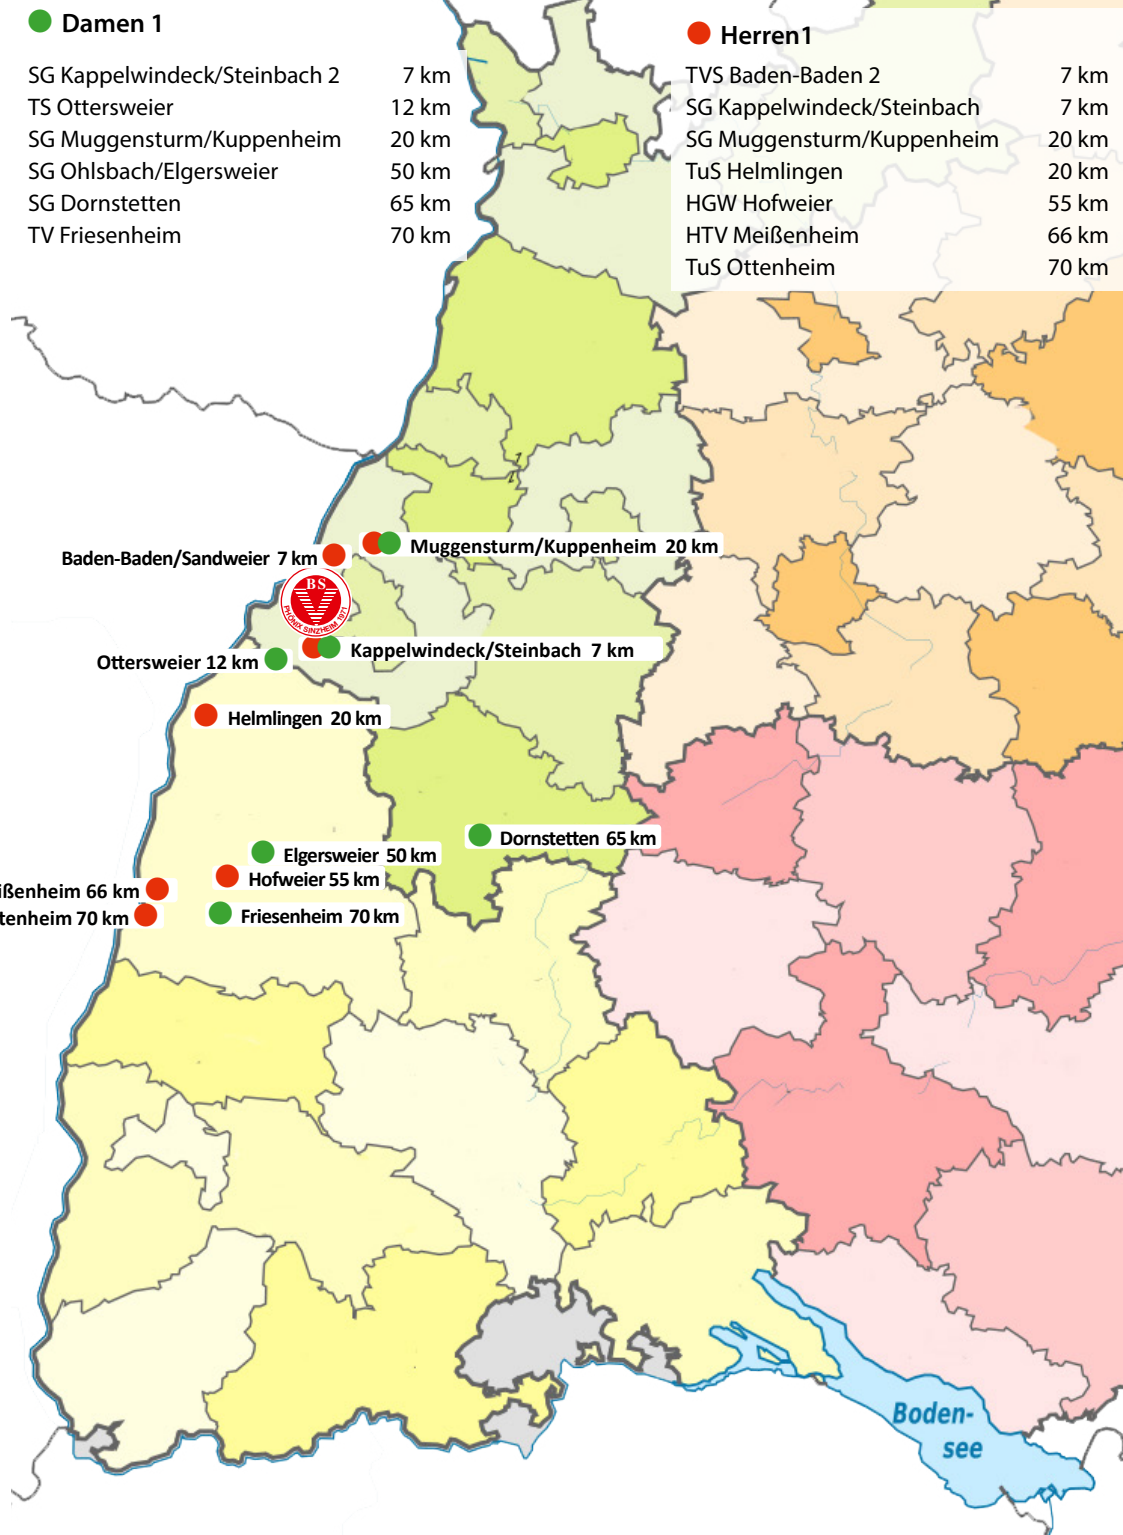 Damen 1
SG Kappelwindeck/Steinbach 2 7 km
TS Ottersweier 12 km
SG Muggensturm/Kuppenheim 20 km
SG Ohlsbach/Elgersweier 50 km
SG Dornstetten 65 km
TV Friesenheim 70 km
Herren1
TVS Baden-Baden 2 7 km
SG Kappelwindeck/Steinbach 7 km
SG Muggensturm/Kuppenheim 20 km
TuS Helmlingen 20 km
HGW Hofweier 55 km
HTV Meißenheim 66 km
TuS Ottenheim 70 km
Muggensturm/Kuppenheim 20 km
Baden-Baden/Sandweier 7 km
BSV
PHÖNIX SINZHEIM 1971
Kappelwindeck/Steinbach 7 km
Ottersweier 12 km
Helmlingen 20 km
Dornstetten 65 km
Elgersweier 50 km
Hofweier 55 km
ißenheim 66 km
tenheim 70 km
Friesenheim 70 km
Boden-
see